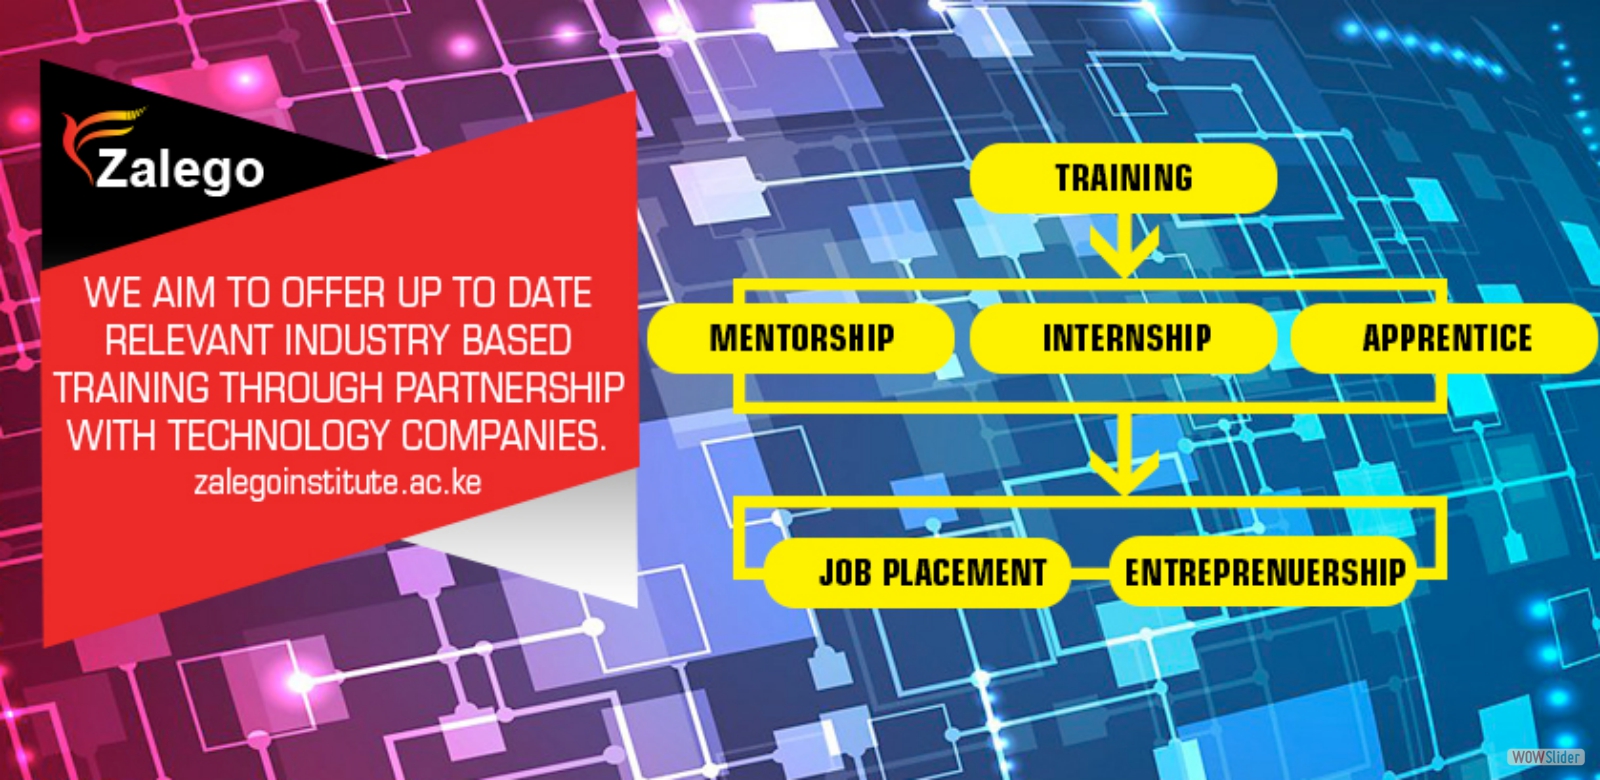 Zalego
WE AIM TO OFFER UP TO DATE
RELEVANT INDUSTRY BASED
TRAINING THROUGH PARTNERSHIP
WITH TECHNOLOGY COMPANIES.
zalegoinstitute.ac.ke
TRAINING
MENTORSHIP INTERNSHIP APPRENTICE
JOB PLACEMENT ENTREPRENUERSHIP
WOWSlider